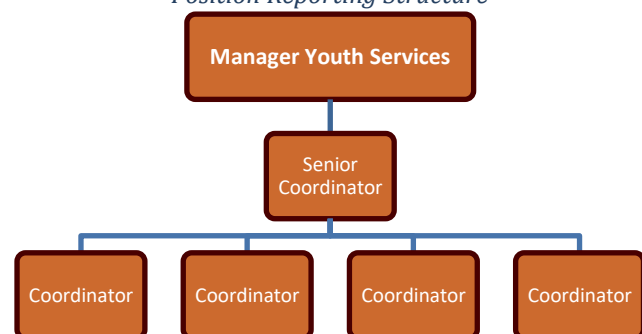 Position Reporting Structure
Manager Youth Services
Senior
Coordinator
Coordinator
Coordinator
Coordinator
Coordinator